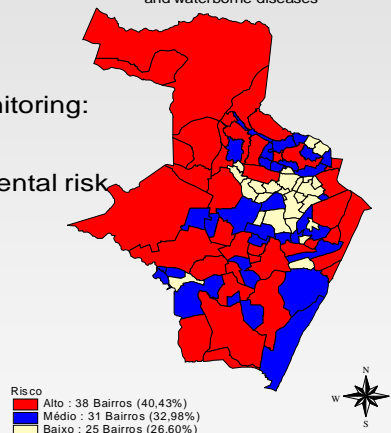 and waterborne diseases
nitoring:
ental risk
N
W
E
S
Risco
Alto : 38 Bairros (40,43%)
Médio : 31 Bairros (32,98%)
Baixo : 25 Bairros (26,60%)